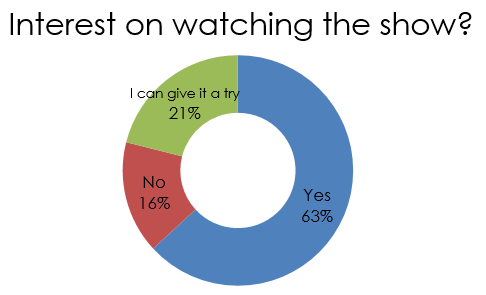 Interest on watching the show?
I can give it a try
21%
No
16%
Yes
63%